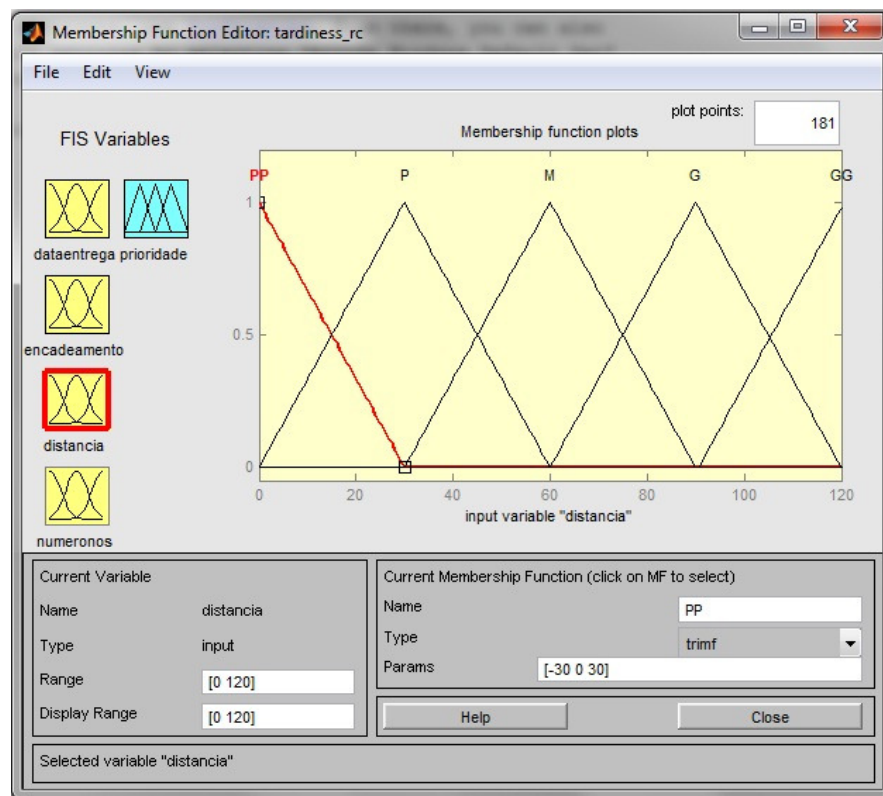 Membership Function Editor: tardiness_rc
File Edit View
FIS Variables
dataentrega prioridade
encadeamento
distancia
numeronos
plot points: 181
Membership function plots
PP P M G GG
1
0.5
0
0 20 40 60 80 100 120
input variable "distancia"
Current Variable
Name distancia
Type input
Range [0 120]
Display Range [0 120]
Current Membership Function (click on MF to select)
Name PP
Type trimf
Params [-30 0 30]
Help Close
Selected variable "distancia"